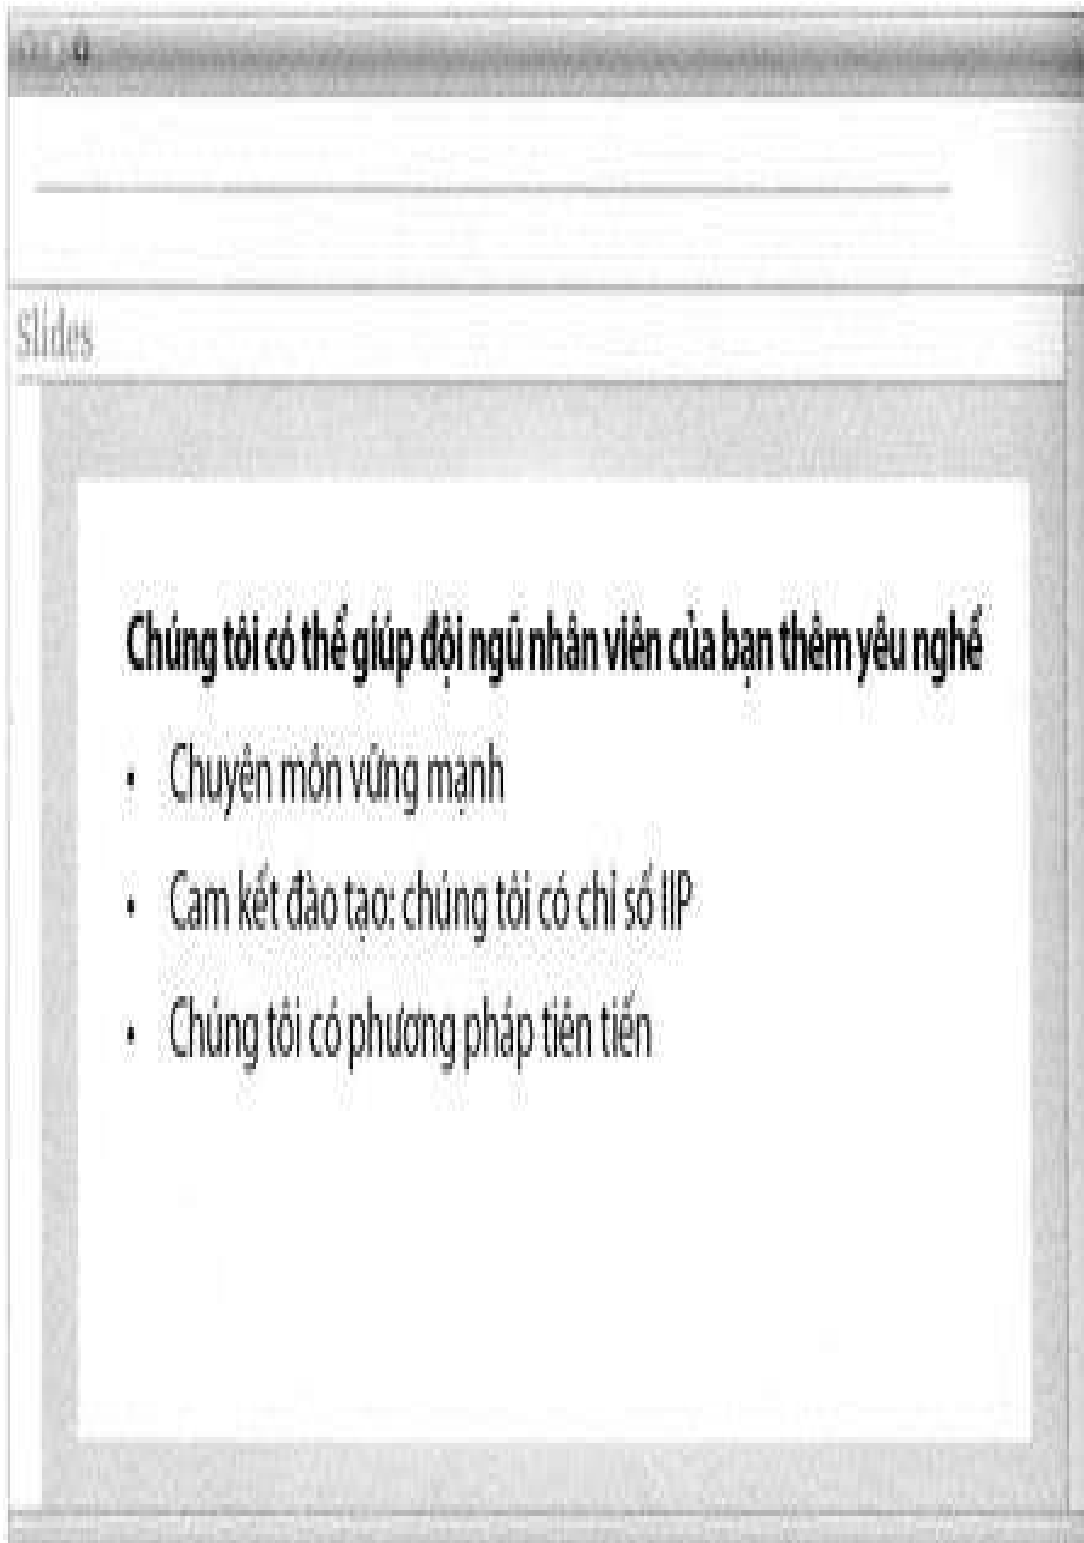 Slides
Chúng tôi có thể giúp đội ngũ nhân viên của bạn thêm yêu nghề
• Chuyên môn vững mạnh
• Cam kết đào tạo: chúng tôi có chỉ số IIP
• Chúng tôi có phương pháp tiên tiến